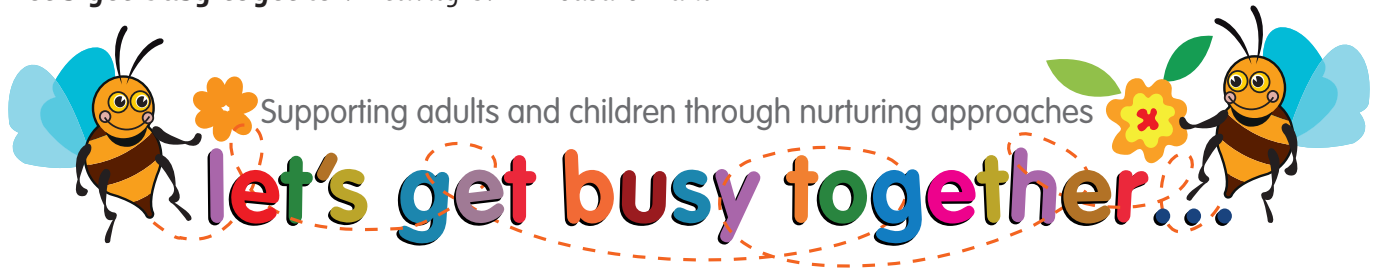 Supporting adults and children through nurturing approaches
let's get busy together...